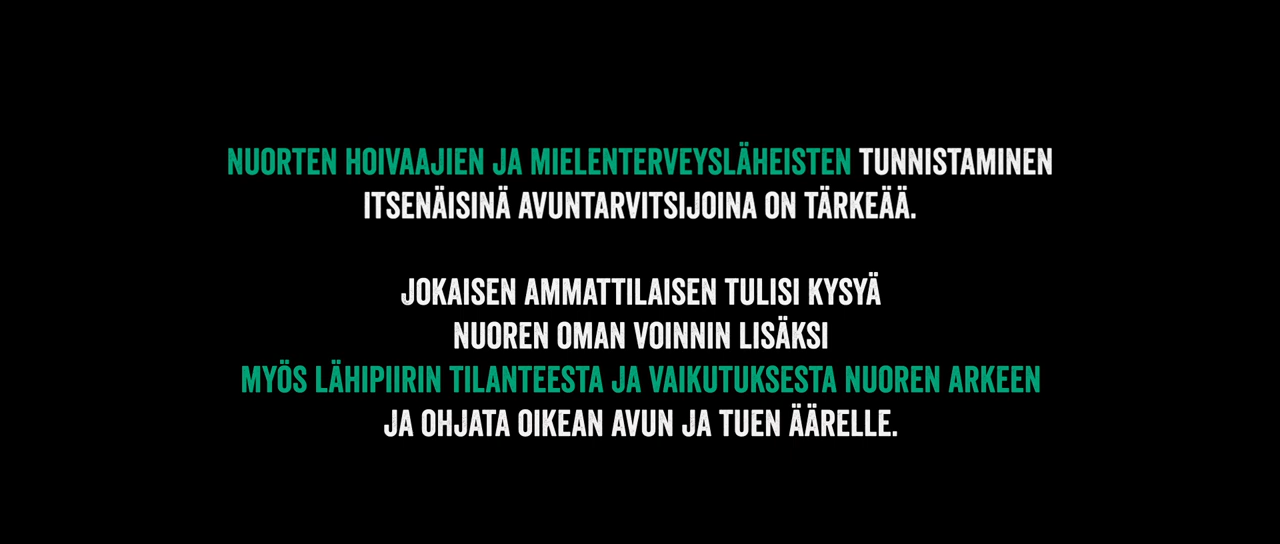 NUORTEN HOIVAAJIEN JA MIELENTERVEYSLÄHEISTEN TUNNISTAMINEN
ITSENÄISINÄ AVUNTARVITSIJOINA ON TÄRKEÄÄ.
JOKAISEN AMMATTILAISEN TULISI KYSYÄ
NUOREN OMAN VOINNIN LISÄKSI
MYÖS LÄHIPIIRIN TILANTEESTA JA VAIKUTUKSESTA NUOREN ARKEEN
JA OHJATA OIKEAN AVUN JA TUEN ÄÄRELLE.